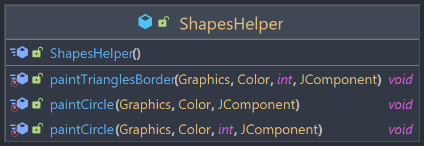 ShapesHelper
ShapesHelper()
paintTrianglesBorder(Graphics, Color, int, JComponent) void
paintCircle(Graphics, Color, JComponent) void
paintCircle(Graphics, Color, int, JComponent) void